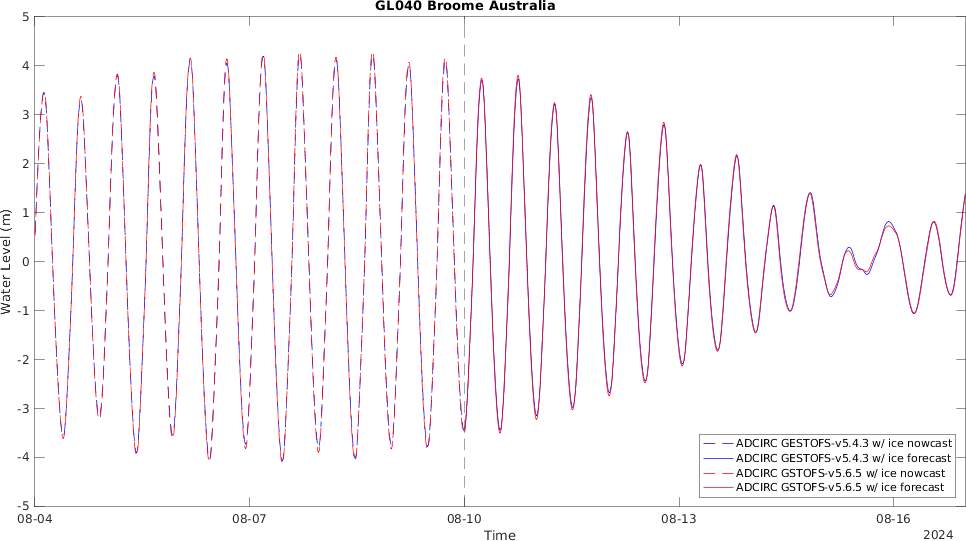 GL040 Broome Australia
5
4
3
2
1
0
-1
-2
-3
-4
-5
Water Level (m)
08-04
08-07
08-10
08-13
08-16
Time
2024
ADCIRC GESTOFS-v5.4.3 w/ ice nowcast
ADCIRC GESTOFS-v5.4.3 w/ ice forecast
ADCIRC GSTOFS-v5.6.5 w/ ice nowcast
ADCIRC GSTOFS-v5.6.5 w/ ice forecast